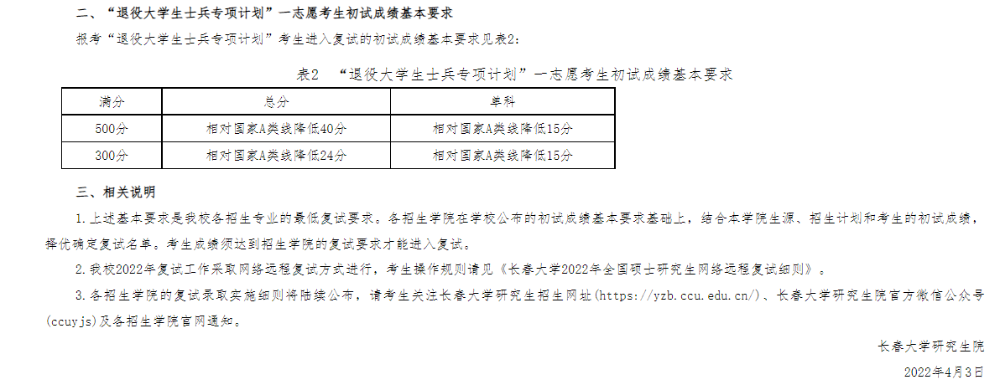 二、“退役大学生士兵专项计划”一志愿考生初试成绩基本要求
报考“退役大学生士兵专项计划”考生进入复试的初试成绩基本要求见表2：
表2 “退役大学生士兵专项计划”一志愿考生初试成绩基本要求
满分 总分 单科
500分 相对国家A类线降低40分 相对国家A类线降低15分
300分 相对国家A类线降低24分 相对国家A类线降低15分
三、相关说明
1.上述基本要求是我校各招生专业的最低复试要求。各招生学院在学校公布的初试成绩基本要求基础上，结合本学院生源、招生计划和考生的初试成绩，
择优确定复试名单。考生成绩须达到招生学院的复试要求才能进入复试。
2.我校2022年复试工作采取网络远程复试方式进行，考生操作规则请见《长春大学2022年全国硕士研究生网络远程复试细则》。
3.各招生学院的复试录取实施细则将陆续公布，请考生关注长春大学研究生招生网址(https://yzb.ccu.edu.cn/)、长春大学研究生院官方微信公众号
(ccuyjs)及各招生学院官网通知。
长春大学研究生院
2022年4月3日